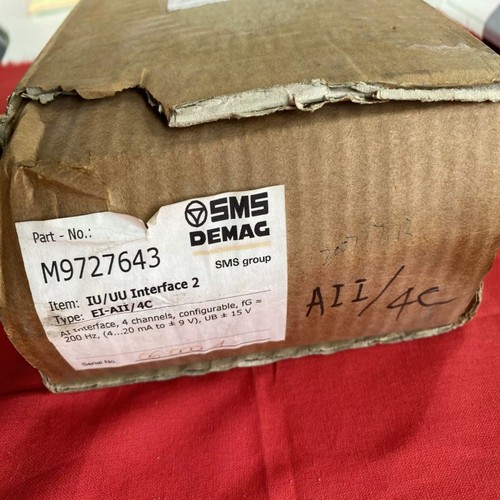 Part - No.:
M9727643
SMS
DEMAG
SMS group
Item: IU/UU Interface 2
Type: EI-AII/4C
AI Interface, 4 channels, configurable, fG =
200 Hz, (4...20 mA to ± 9 V), UB ± 15 V
Serial No.
AII/4C